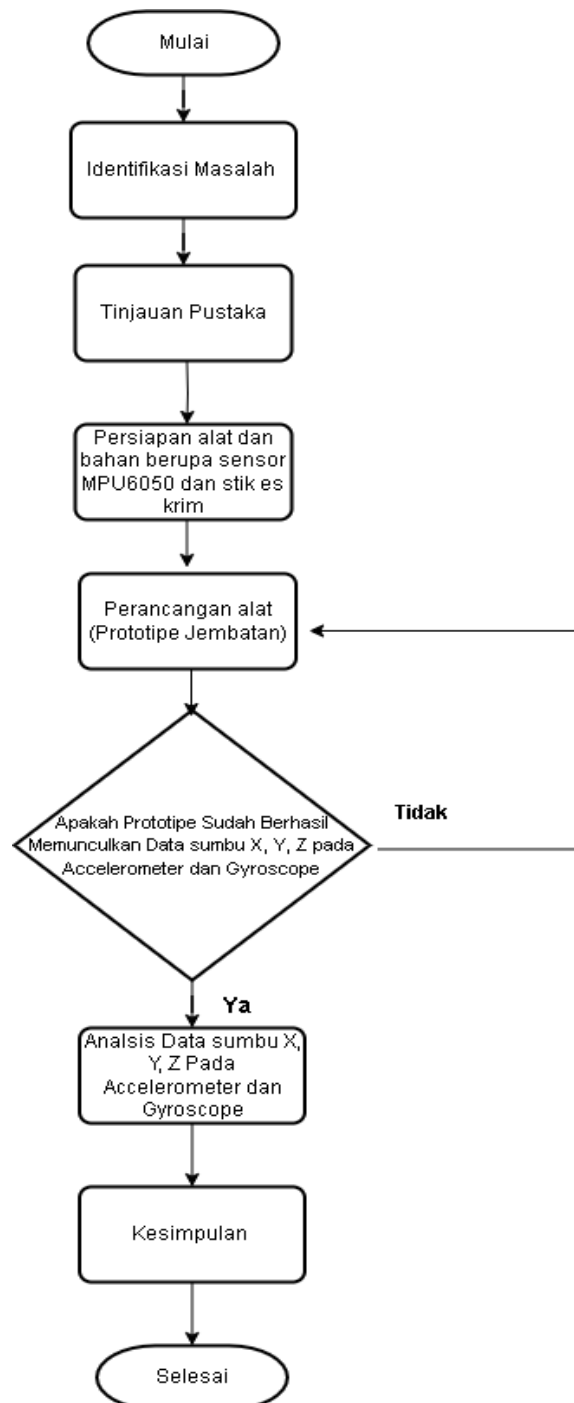 Mulai
Identifikasi Masalah
Tinjauan Pustaka
Persiapan alat dan
bahan berupa sensor
MPU6050 dan stik es
krim
Perancangan alat
(Prototipe Jembatan)
Apakah Prototipe Sudah Berhasil
Memunculkan Data sumbu X, Y, Z pada
Accelerometer dan Gyroscope
Tidak
Ya
Analsis Data sumbu X,
Y, Z Pada
Accelerometer dan
Gyroscope
Kesimpulan
Selesai